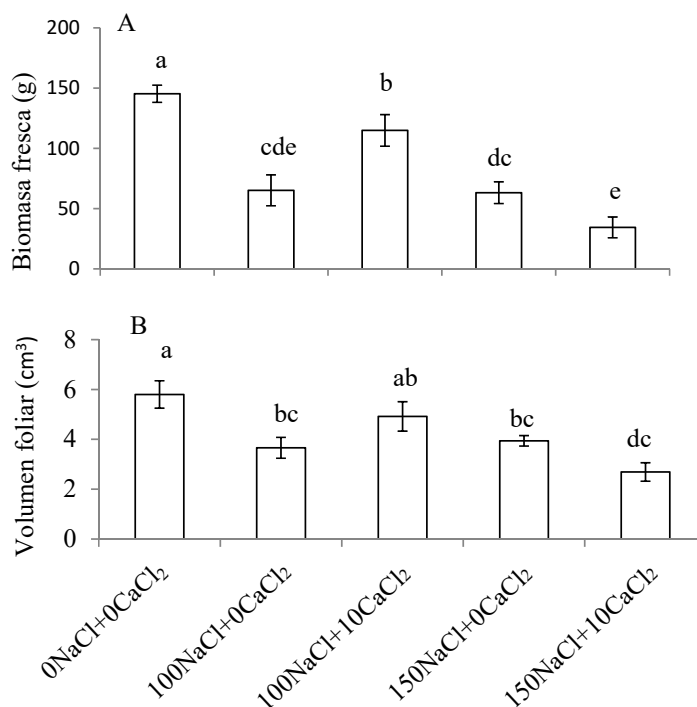 A
Biomasa fresca (g)
200
150
100
50
0
a
cde
b
dc
e
B
Volumen foliar (cm³)
8
6
4
2
0
a
bc
ab
bc
dc
0NaCl+0CaCl₂
100NaCl+0CaCl₂
100NaCl+10CaCl₂
150NaCl+0CaCl₂
150NaCl+10CaCl₂